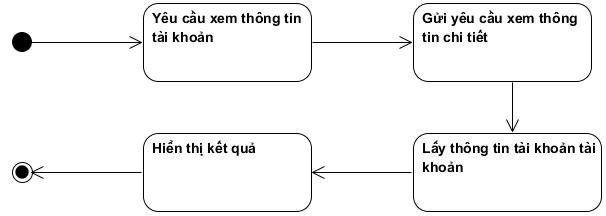 Yêu cầu xem thông tin
tài khoản
Gửi yêu cầu xem thông
tin chi tiết
Hiển thị kết quả
Lấy thông tin tài khoản tài
khoản